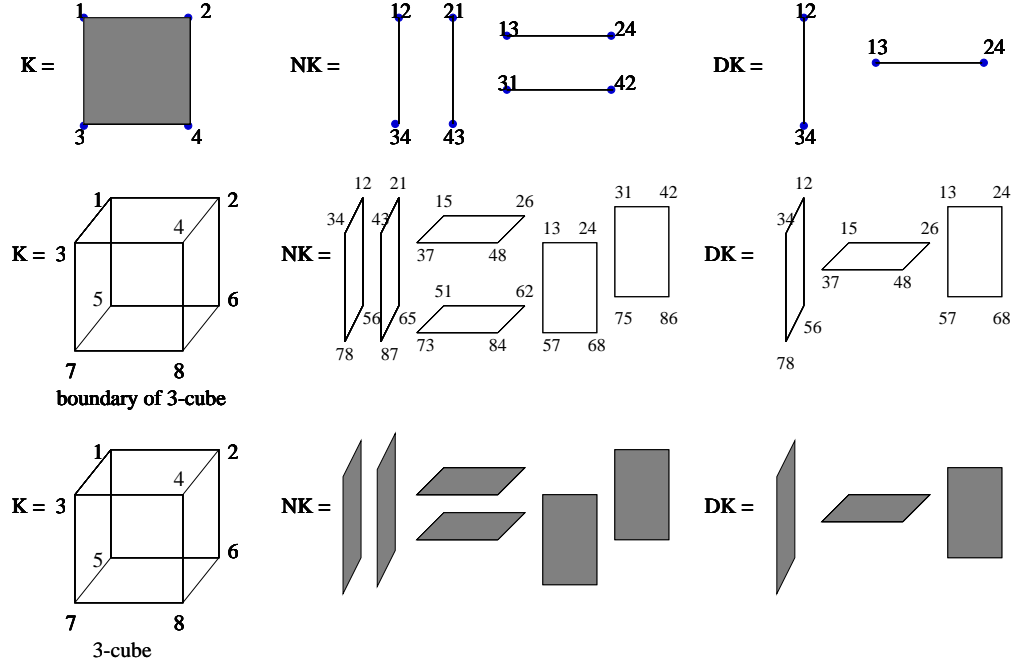 1 2 12 21 13 24 12 13 24
K = NK = 31 42 DK =
3 4 34 43 34
1 2 12 21 15 26 31 42 12 13 24
4 34 43 13 24 34 15 26
K = 3 NK = 37 48 DK = 37 48
5 6 56 65 51 62 75 86 56 57 68
7 8 78 87 73 84 57 68 78
boundary of 3-cube
1 2
4
K = 3 NK = DK =
5 6
7 8
3-cube